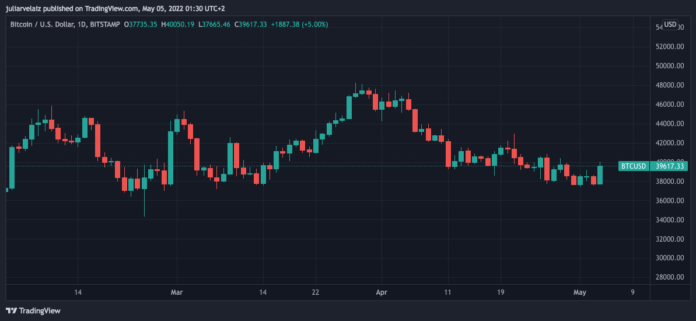 juliarvelaiz published on TradingView.com, May 05, 2022 01:30 UTC+2
Bitcoin / U.S. Dollar, 1D, BITSTAMP O37735.35 H40050.19 L37665.46 C39617.33 +1887.38 (+5.00%)
USD
52000.00
50000.00
48000.00
46000.00
44000.00
42000.00
BTCUSD 39617.33
38000.00
36000.00
34000.00
32000.00
30000.00
28000.00
14 Mar 14 22 Apr 11 19 May 9
TradingView